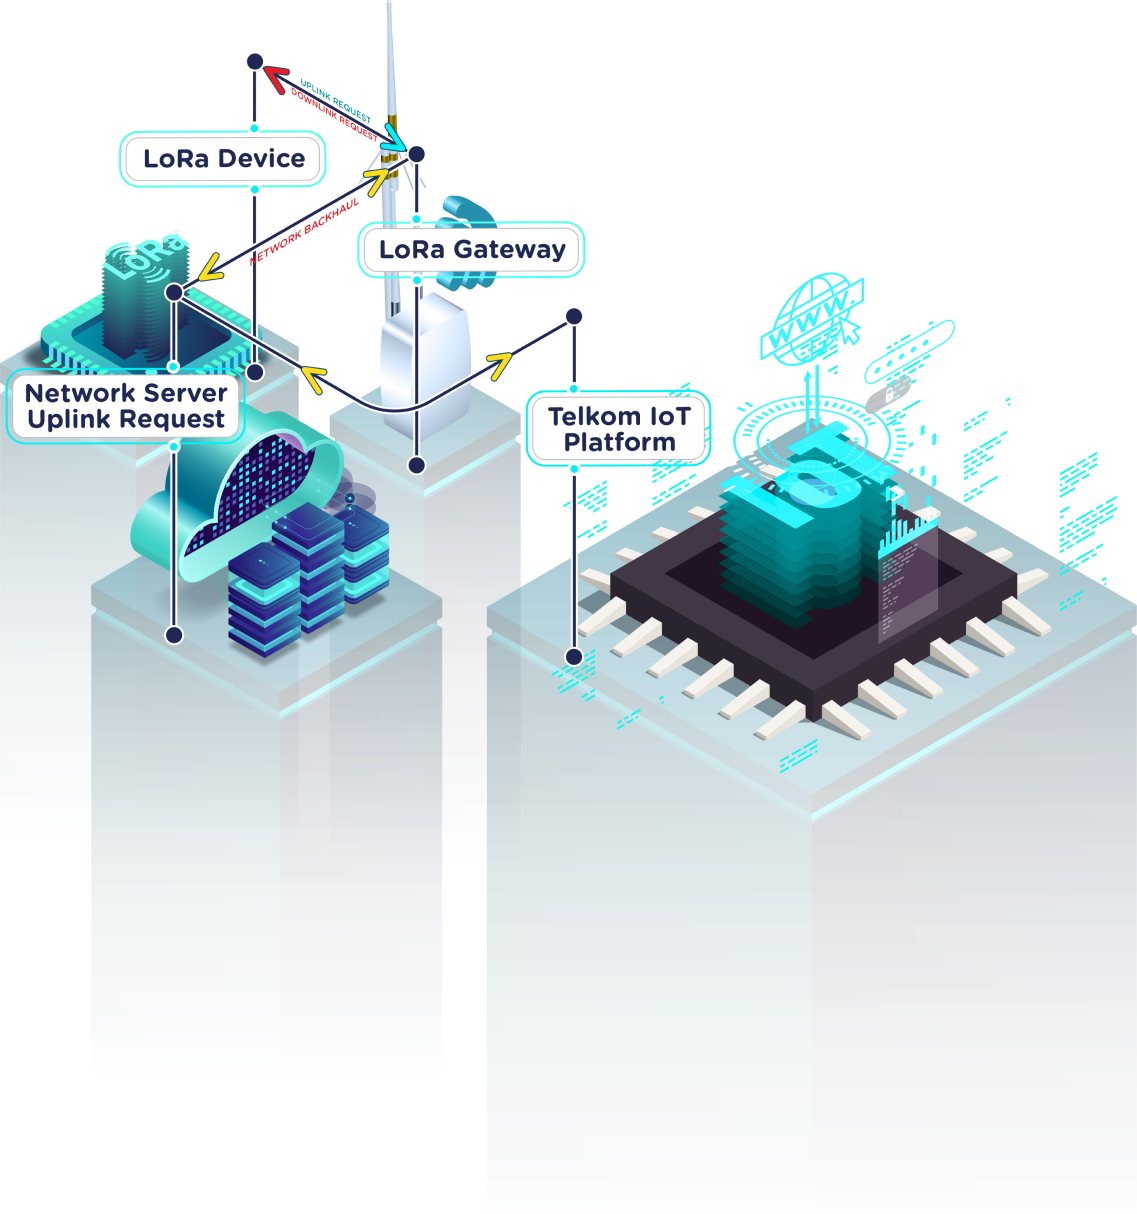 UPLINK REQUEST
DOWNLINK REQUEST
LoRa Device
NETWORK BACKHAUL
LoRa Gateway
LoRa
WWW.
Network Server
Uplink Request
Telkom IoT
Platform
IoT